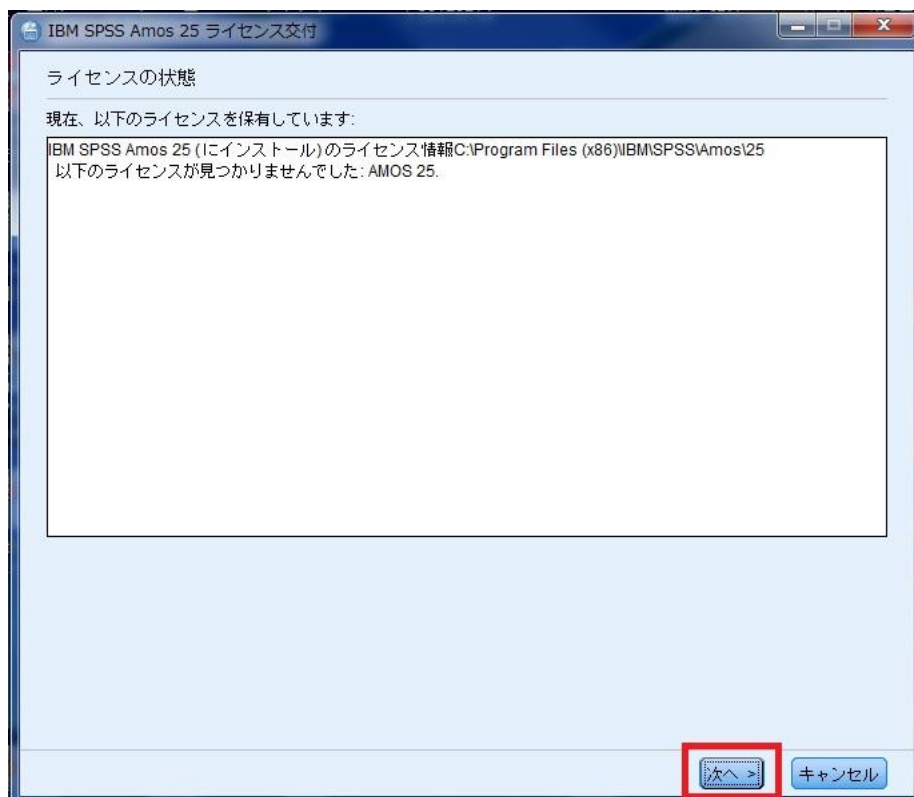 IBM SPSS Amos 25 ライセンス交付
ライセンスの状態
現在、以下のライセンスを保有しています:
IBM SPSS Amos 25 (にインストール)のライセンス情報C:\Program Files (x86)\IBM\SPSS\Amos\25
以下のライセンスが見つかりませんでした: AMOS 25.
次へ >
キャンセル